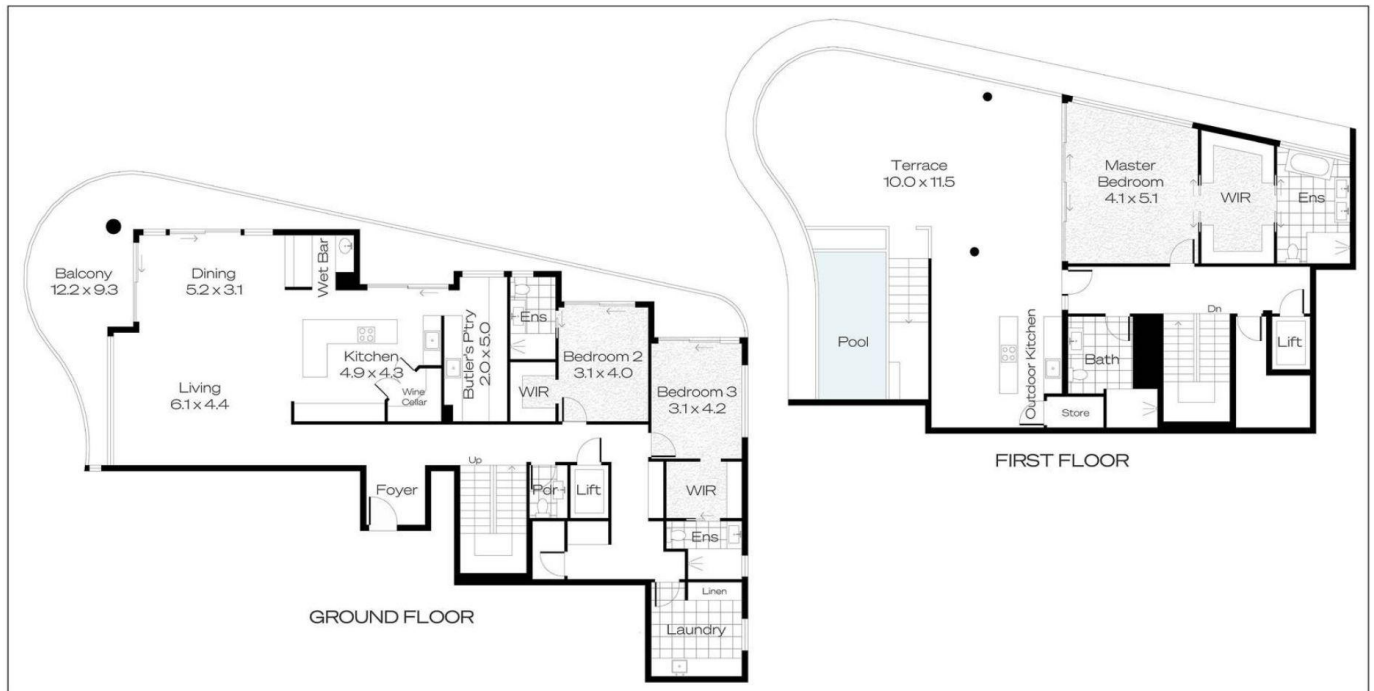 Balcony
12.2 x 9.3
Dining
5.2 x 3.1
Wet Bar
Living
6.1 x 4.4
Kitchen
4.9 x 4.3
Wine
Cellar
Butler's P'try
2.0 x 5.0
Ens
WIR
Bedroom 2
3.1 x 4.0
Bedroom 3
3.1 x 4.2
Up
Foyer
Pdr
Lift
WIR
Ens
Linen
Laundry
GROUND FLOOR
Terrace
10.0 x 11.5
Master
Bedroom
4.1 x 5.1
WIR
Ens
Pool
Outdoor Kitchen
Dn
Bath
Lift
Store
FIRST FLOOR